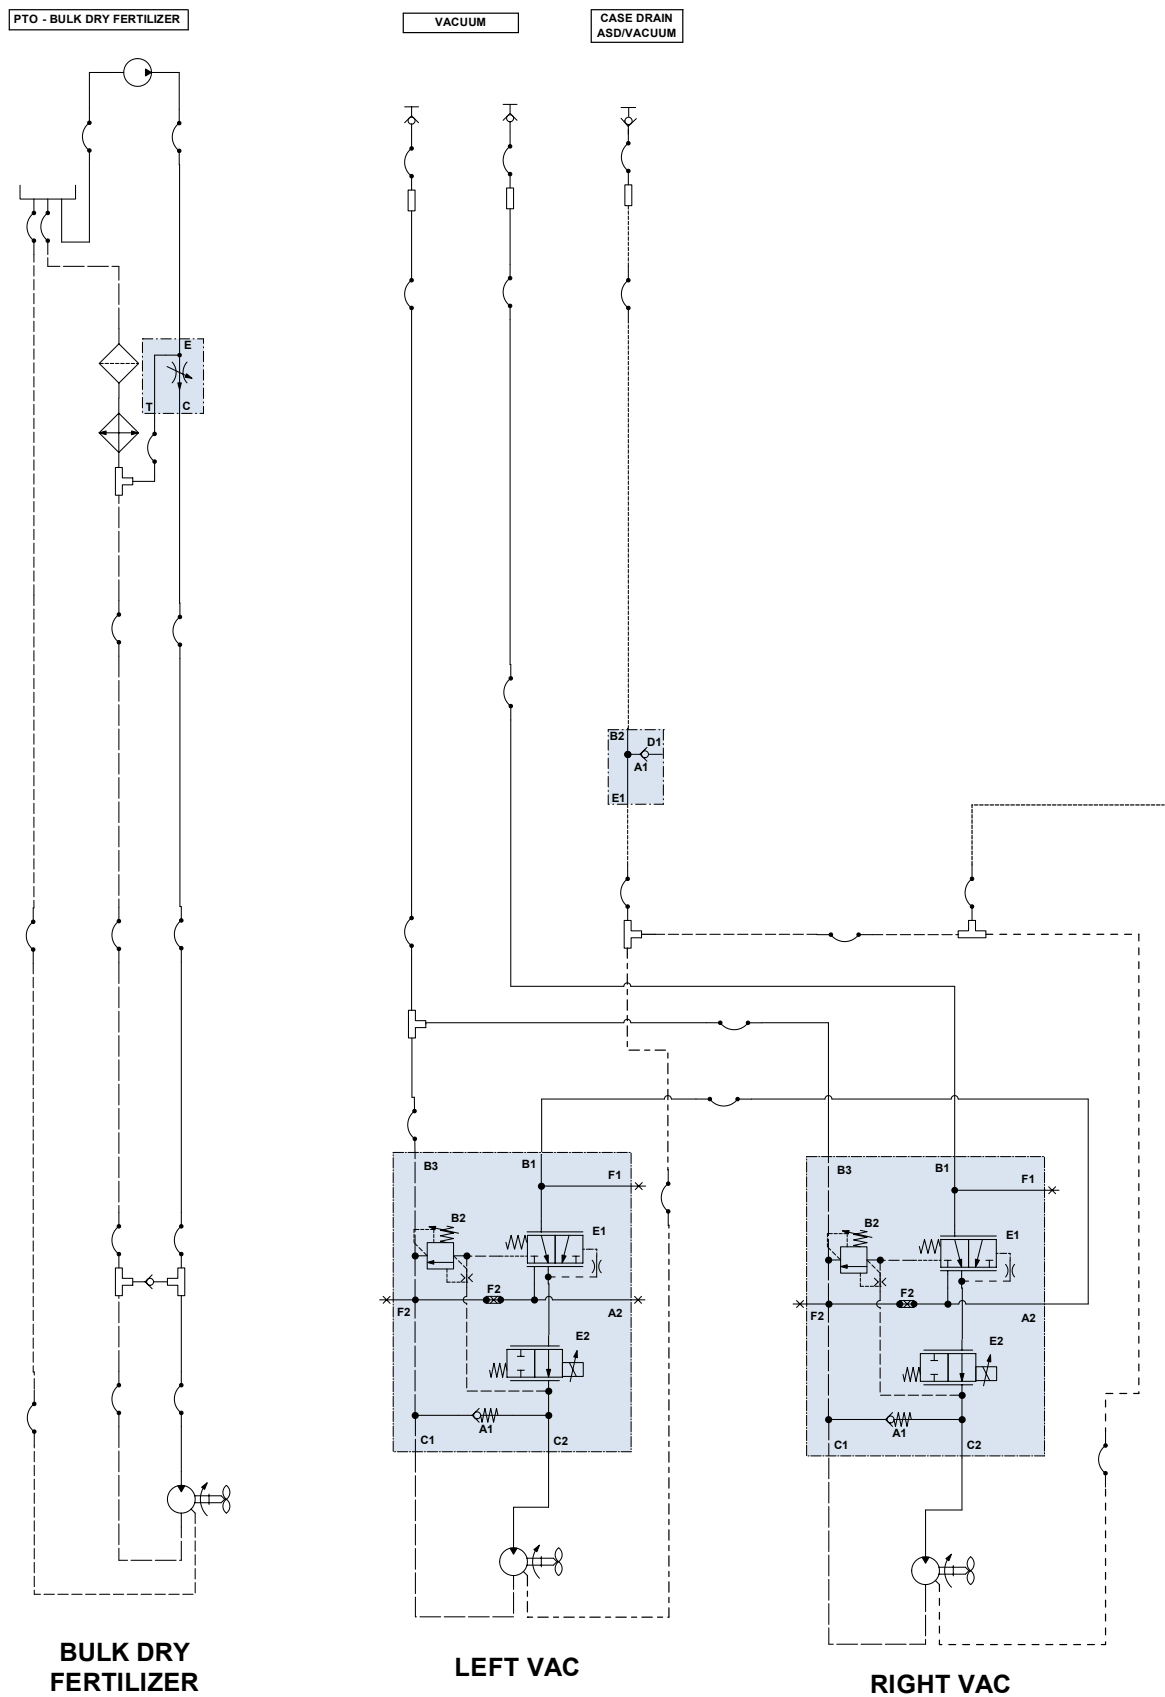 PTO - BULK DRY FERTILIZER
VACUUM
CASE DRAIN
ASD/VACUUM
E
T
C
B2
D1
A1
E1
B3
B1
F1
B2
E1
F2
F2
A2
E2
A1
C1
C2
B3
B1
F1
B2
E1
F2
F2
A2
E2
A1
C1
C2
BULK DRY
FERTILIZER
LEFT VAC
RIGHT VAC